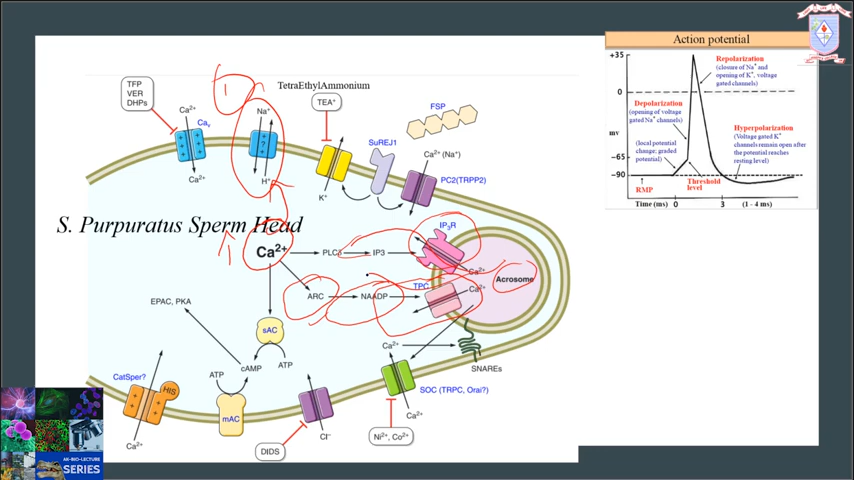 TFP
VER
DHPs
Ca2+
Cav
Ca2+
1
Na+
?
H+
TetraEthylAmmonium
TEA+
K+
SuREJ1
FSP
Ca2+ (Na+)
PC2(TRPP2)
S. Purpuratus Sperm Head
Ca2+
PLCδ
IP3
IP3R
Ca2+
Acrosome
ARC
NAADP
TPC
Ca2+
EPAC, PKA
sAC
ATP
cAMP
ATP
mAC
CatSper?
HIS
Ca2+
Cl-
DIDS
Ca2+
SNAREs
SOC (TRPC, Orai?)
Ca2+
Ni2+, Co2+
Action potential
+35
0
mv
-65
-90
Repolarization
(closure of Na+ and
opening of K+, voltage
gated channels)
Depolarization
(opening of voltage
gated Na+ channels)
(local potential
change; graded
potential)
Hyperpolarization
(Voltage gated K+
channels remain open after
the potential reaches
resting level)
RMP
Threshold
level
Time (ms)
0
3
(1 - 4 ms)
AK-BIO-LECTURE
SERIES